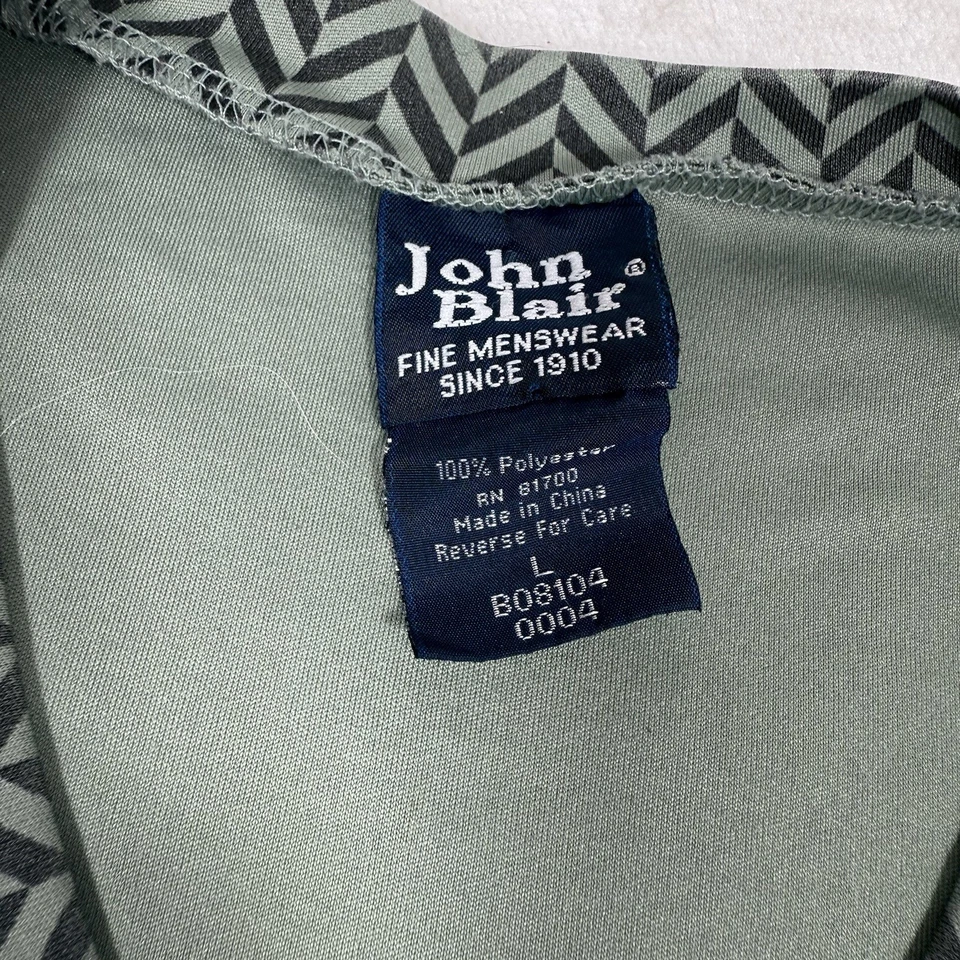 John
Blair®
FINE MENSWEAR
SINCE 1910
100% Polyester
RN 81700
Made in China
Reverse For Care
L
B08104
0004